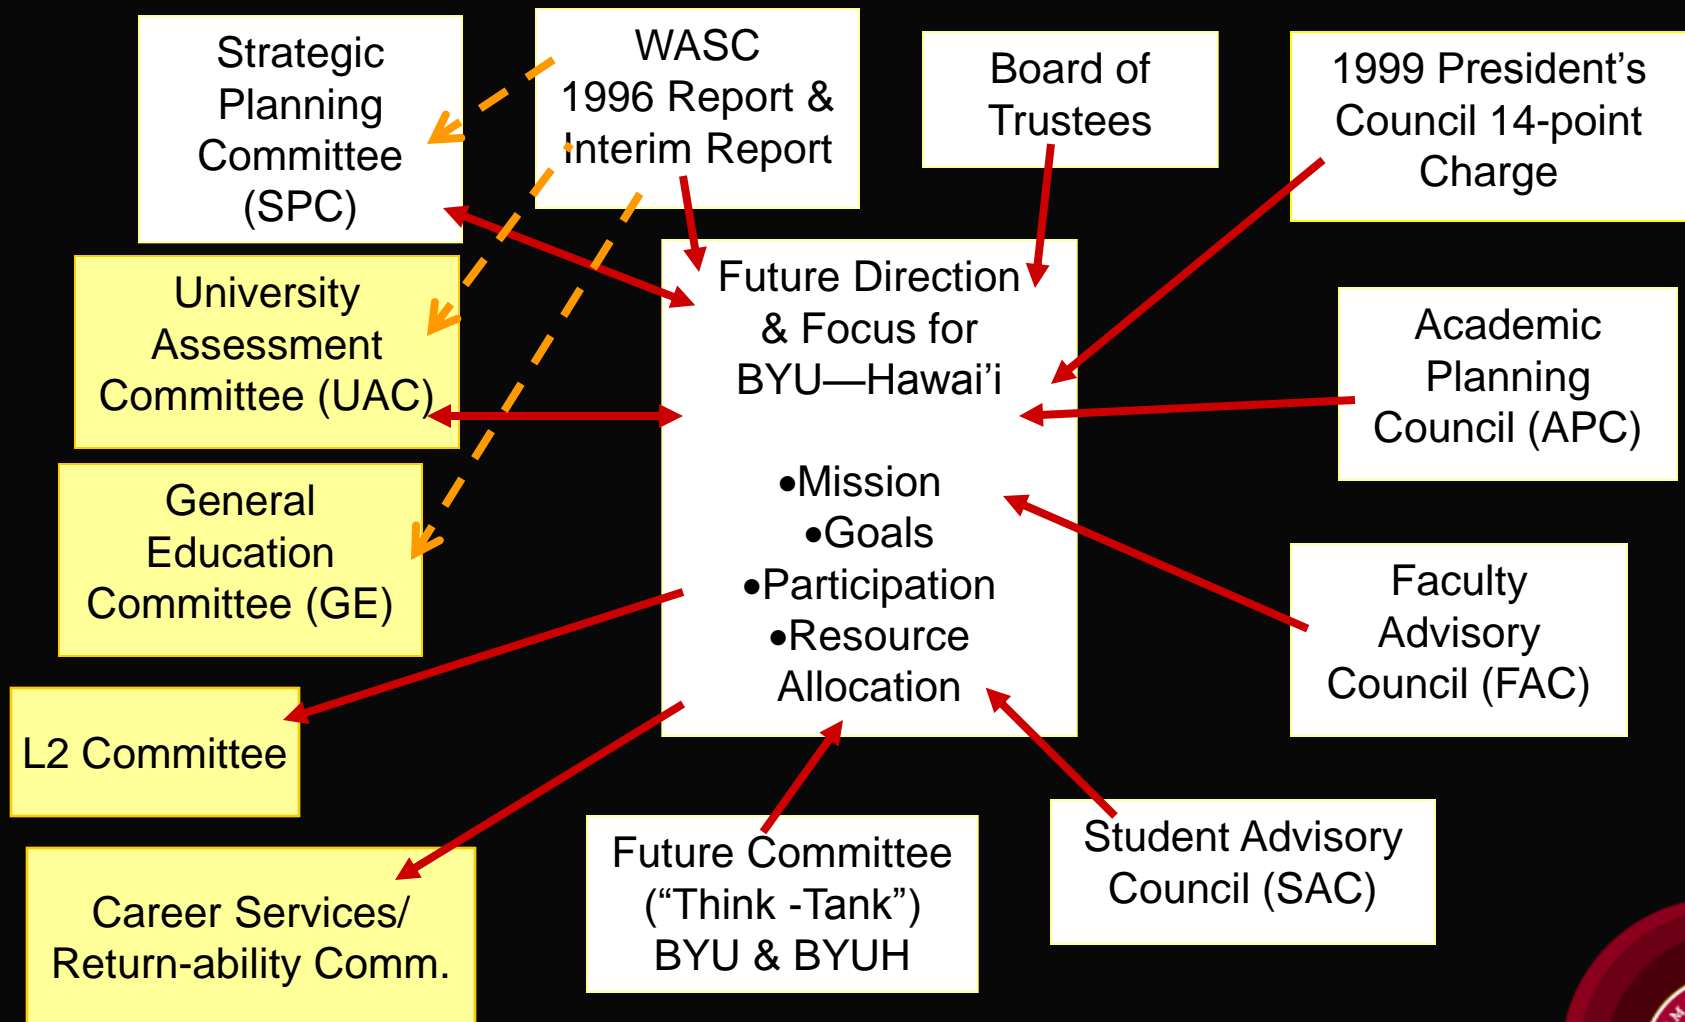 Strategic
Planning
Committee
(SPC)
WASC
1996 Report &
Interim Report
Board of
Trustees
1999 President’s
Council 14-point
Charge
University
Assessment
Committee (UAC)
Future Direction
& Focus for
BYU—Hawai’i
•Mission
•Goals
•Participation
•Resource
Allocation
Academic
Planning
Council (APC)
General
Education
Committee (GE)
Faculty
Advisory
Council (FAC)
L2 Committee
Career Services/
Return-ability Comm.
Future Committee
(“Think -Tank”)
BYU & BYUH
Student Advisory
Council (SAC)